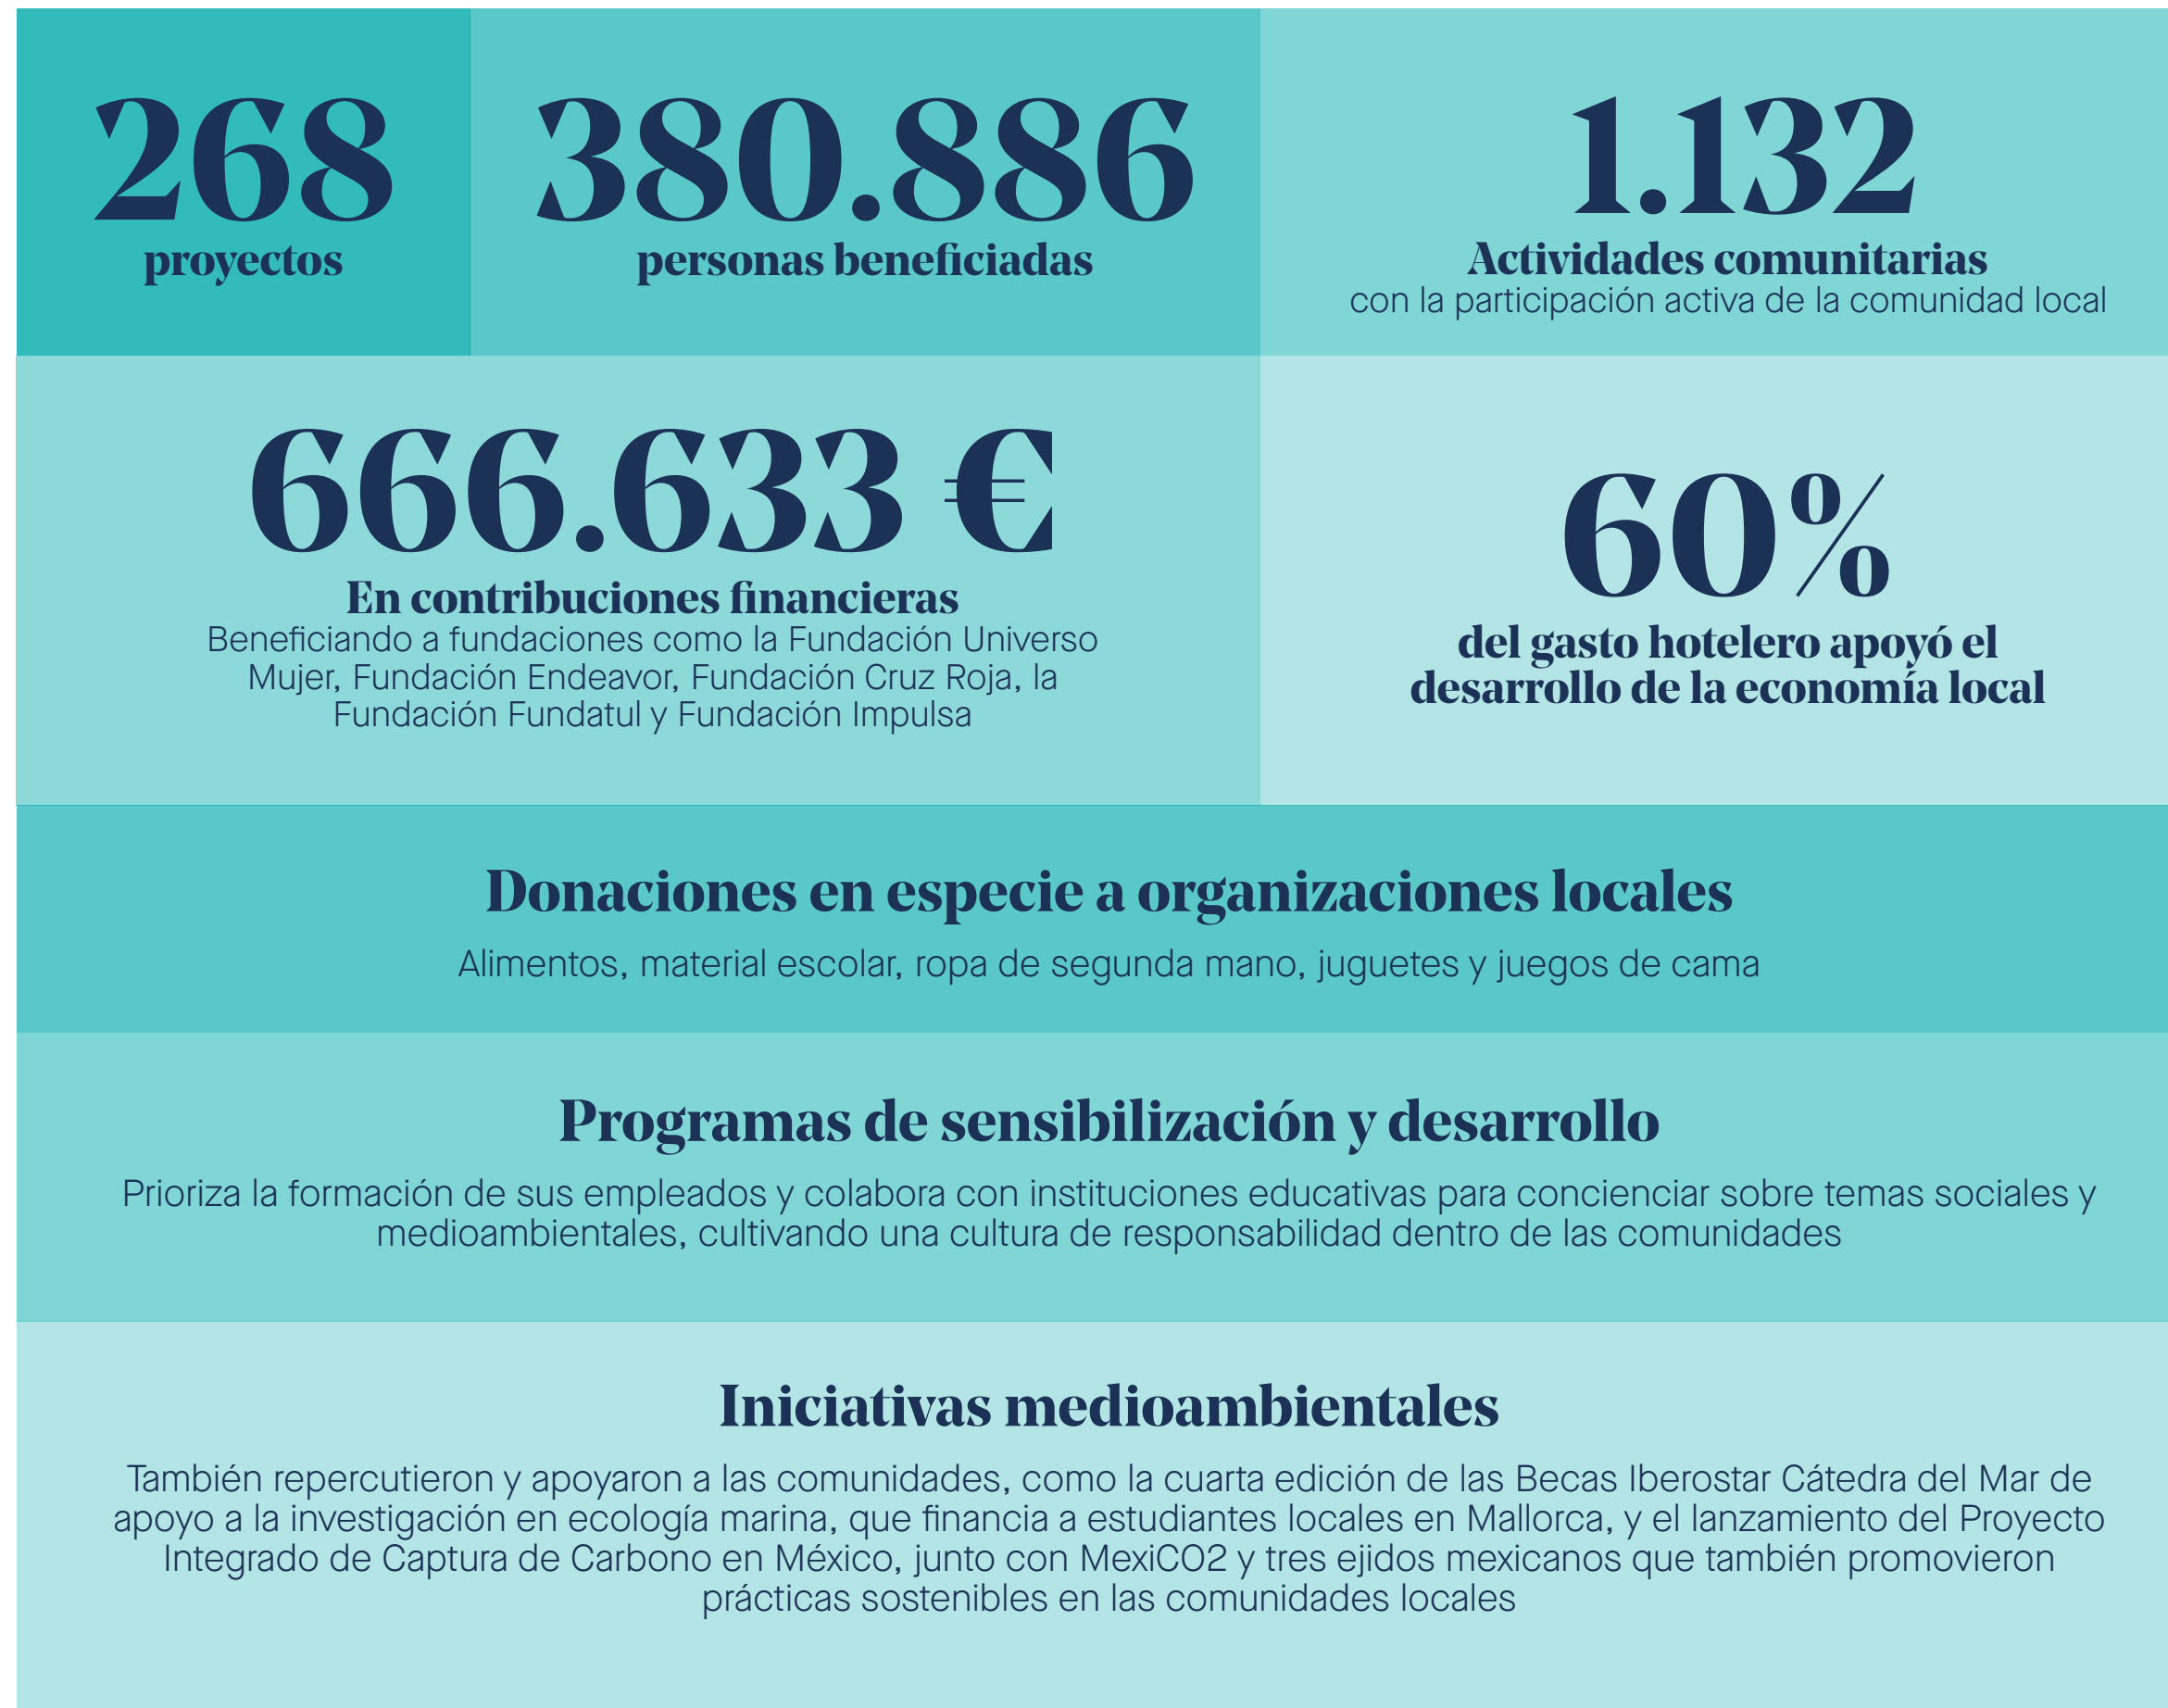 268
proyectos
380.886
personas beneficiadas
1.132
Actividades comunitarias
con la participación activa de la comunidad local
666.633 €
En contribuciones financieras
Beneficiando a fundaciones como la Fundación Universo
Mujer, Fundación Endeavor, Fundación Cruz Roja, la
Fundación Fundatul y Fundación Impulsa
60%
del gasto hotelero apoyó el
desarrollo de la economía local
Donaciones en especie a organizaciones locales
Alimentos, material escolar, ropa de segunda mano, juguetes y juegos de cama
Programas de sensibilización y desarrollo
Prioriza la formación de sus empleados y colabora con instituciones educativas para concienciar sobre temas sociales y
medioambientales, cultivando una cultura de responsabilidad dentro de las comunidades
Iniciativas medioambientales
También repercutieron y apoyaron a las comunidades, como la cuarta edición de las Becas Iberostar Cátedra del Mar de
apoyo a la investigación en ecología marina, que financia a estudiantes locales en Mallorca, y el lanzamiento del Proyecto
Integrado de Captura de Carbono en México, junto con MexiCO2 y tres ejidos mexicanos que también promovieron
prácticas sostenibles en las comunidades locales